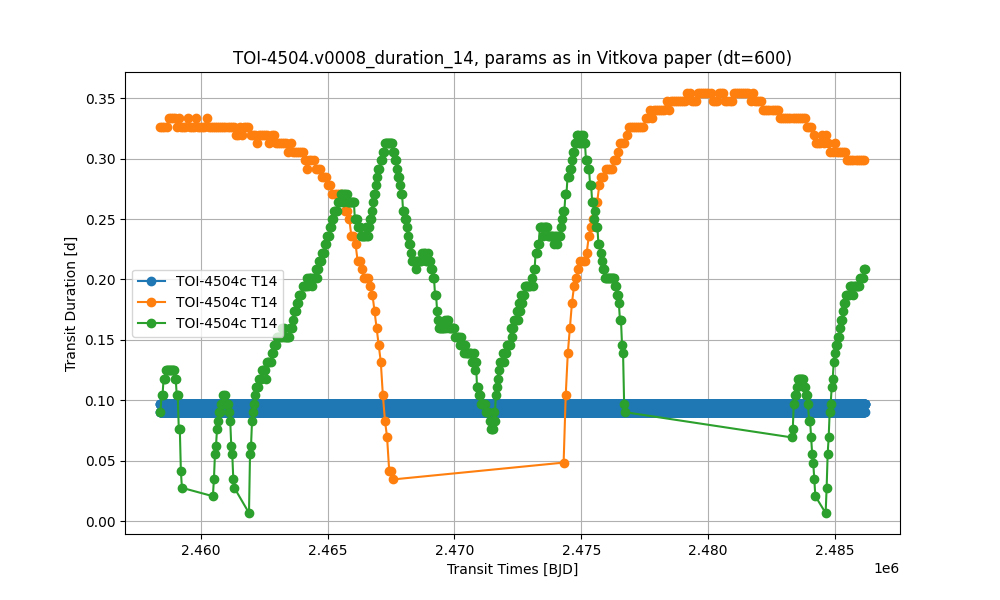 TOI-4504.v0008_duration_14, params as in Vitkova paper (dt=600)
0.35
0.30
0.25
0.20
0.15
0.10
0.05
0.00
Transit Duration [d]
TOI-4504c T14
TOI-4504c T14
TOI-4504c T14
2.460 2.465 2.470 2.475 2.480 2.485
1e6
Transit Times [BJD]